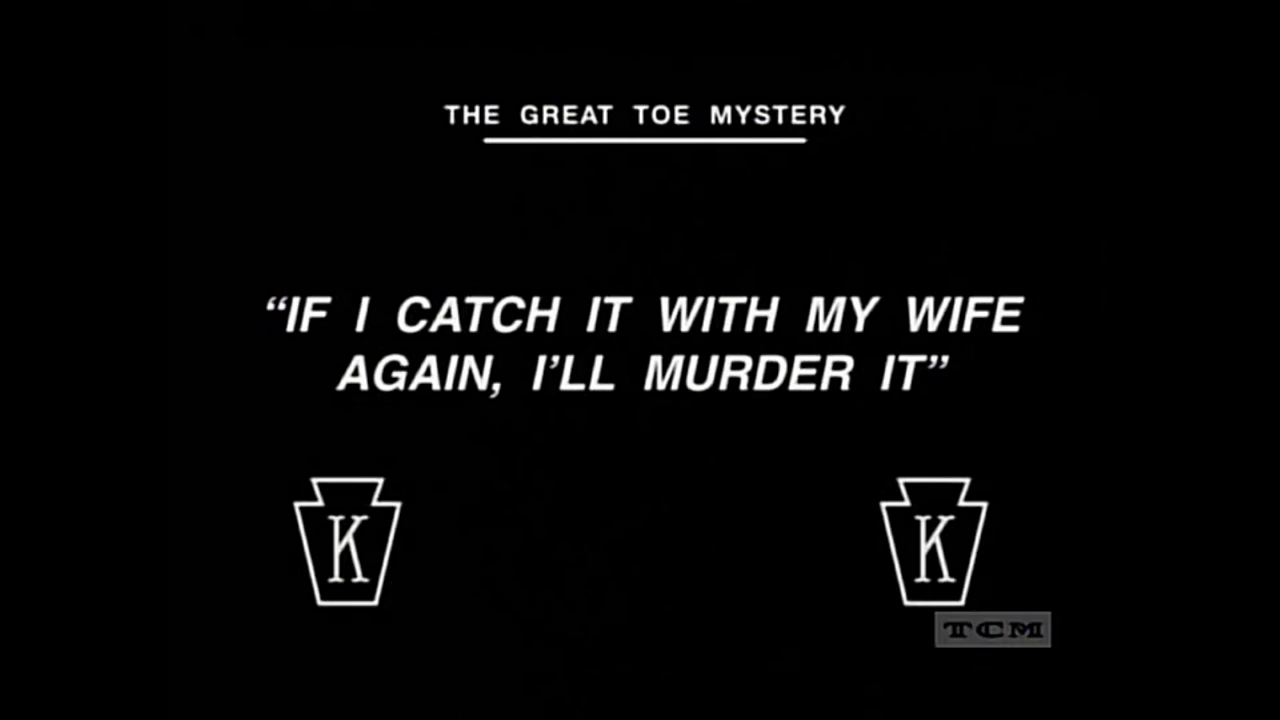 THE GREAT TOE MYSTERY
“IF I CATCH IT WITH MY WIFE
AGAIN, I’LL MURDER IT”
K K
TCM